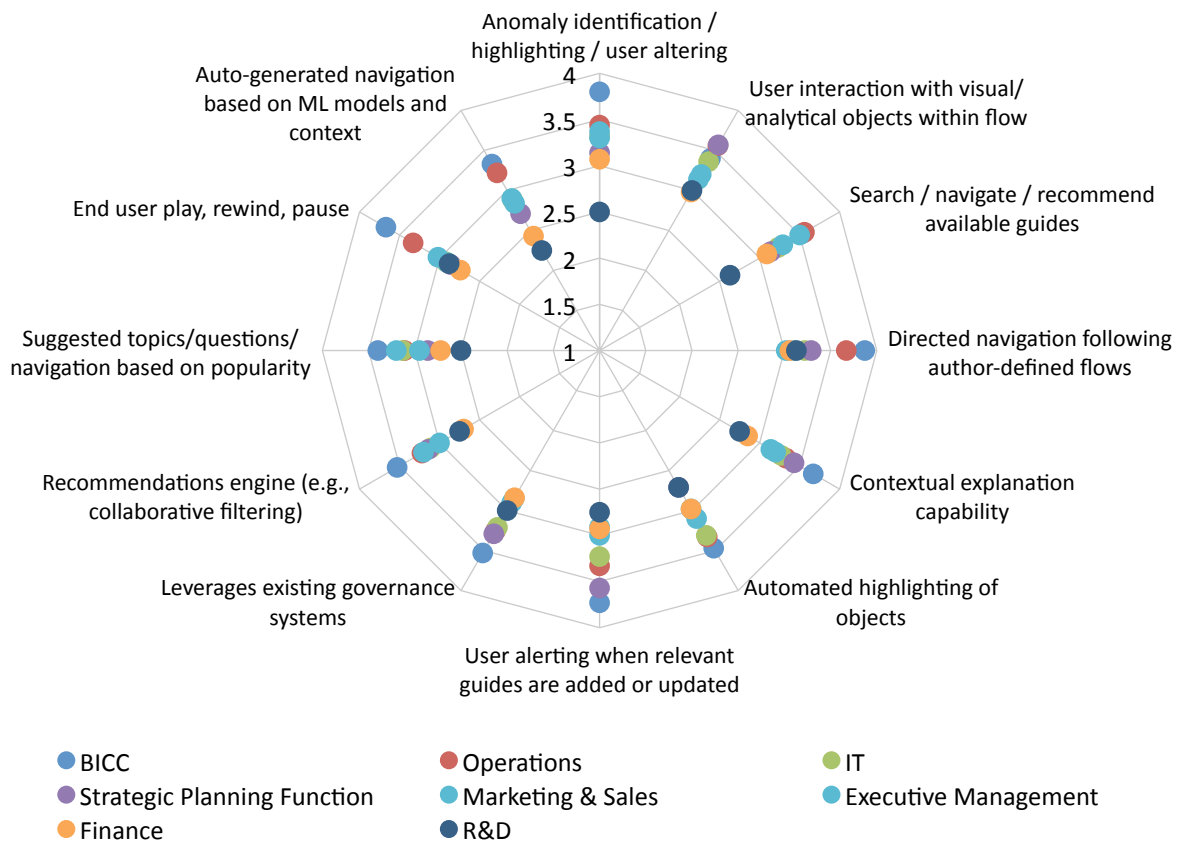 Anomaly identification /
highlighting / user altering
Auto-generated navigation
based on ML models and
context
User interaction with visual/
analytical objects within flow
End user play, rewind, pause
Search / navigate / recommend
available guides
4
3.5
3
2.5
2
1.5
1
Suggested topics/questions/
navigation based on popularity
Directed navigation following
author-defined flows
Recommendations engine (e.g.,
collaborative filtering)
Contextual explanation
capability
Leverages existing governance
systems
Automated highlighting of
objects
User alerting when relevant
guides are added or updated
BICC
Operations
IT
Strategic Planning Function
Marketing & Sales
Executive Management
Finance
R&D